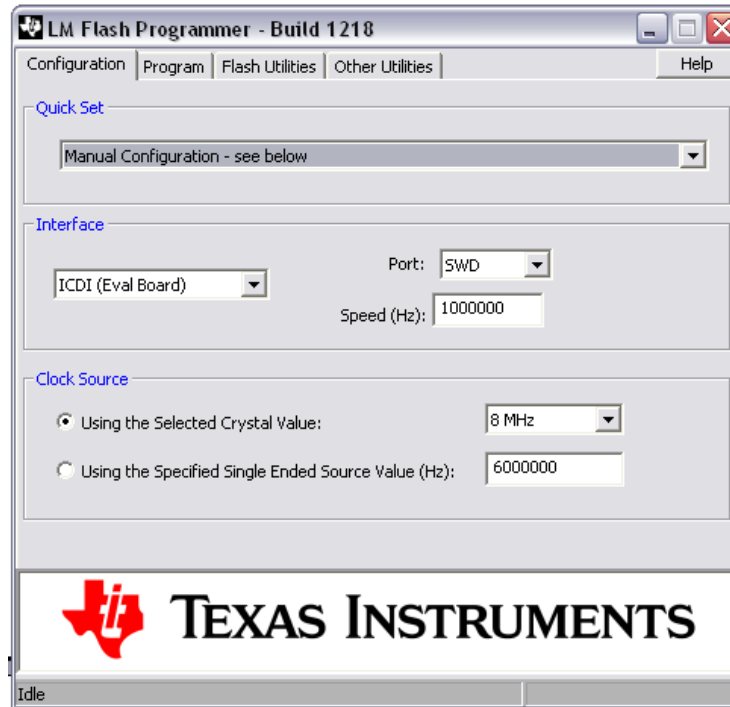 LM Flash Programmer - Build 1218
Configuration Program Flash Utilities Other Utilities Help
Quick Set
Manual Configuration - see below
Interface
Port: SWD
ICDI (Eval Board)
Speed (Hz): 1000000
Clock Source
Using the Selected Crystal Value: 8 MHz
Using the Specified Single Ended Source Value (Hz): 6000000
TEXAS INSTRUMENTS
Idle